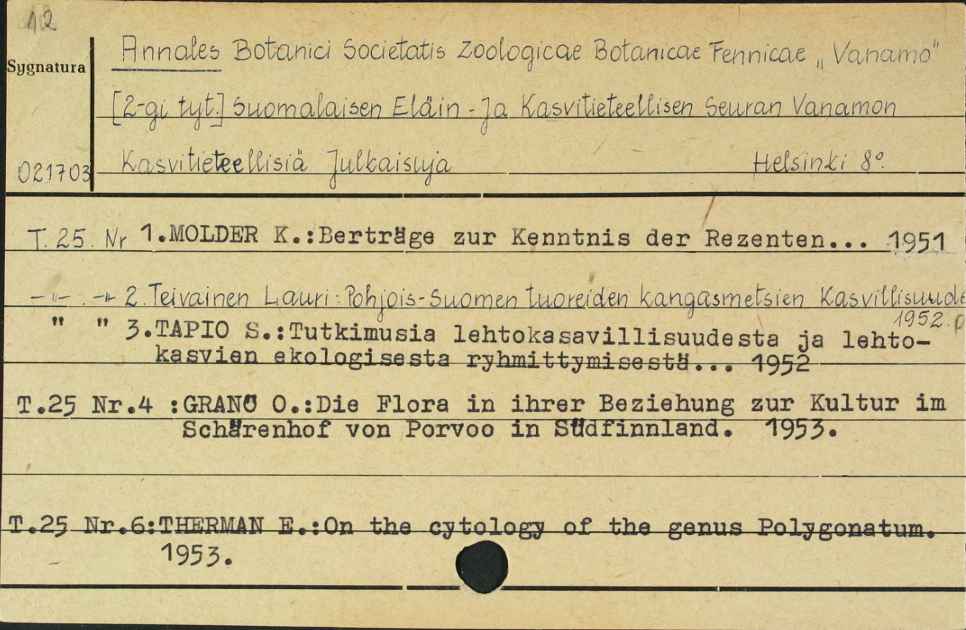 12
Annales Botanici Societatis Zoologicae Botanicae Fennicae „Vanamo"
Sygnatura
[2-gi tyt.] Suomalaisen Eläin-Ja Kasvitieteellisen Seuran Vanamon
021703 Kasvitieteellisiä Julkaisuja Helsinki 8°.
T. 25. Nr 1.MOLDER K.:Berträge zur Kenntnis der Rezenten... 1951
-"- -"- 2. Teivainen Lauri: Pohjois-Suomen tuoreiden kangasmetsien Kasvillisuude
1952.
" " 3.TAPIO S.:Tutkimusia lehtokasavillisuudesta ja lehto-
kasvien ekologisesta ryhmittymisestä... 1952
T.25 Nr.4 :GRANÖ O.:Die Flora in ihrer Beziehung zur Kultur im
Schärenhof von Porvoo in Südfinnland. 1953.
T.25 Nr.6:THERMAN E.:On the cytology of the genus Polygonatum.
1953.